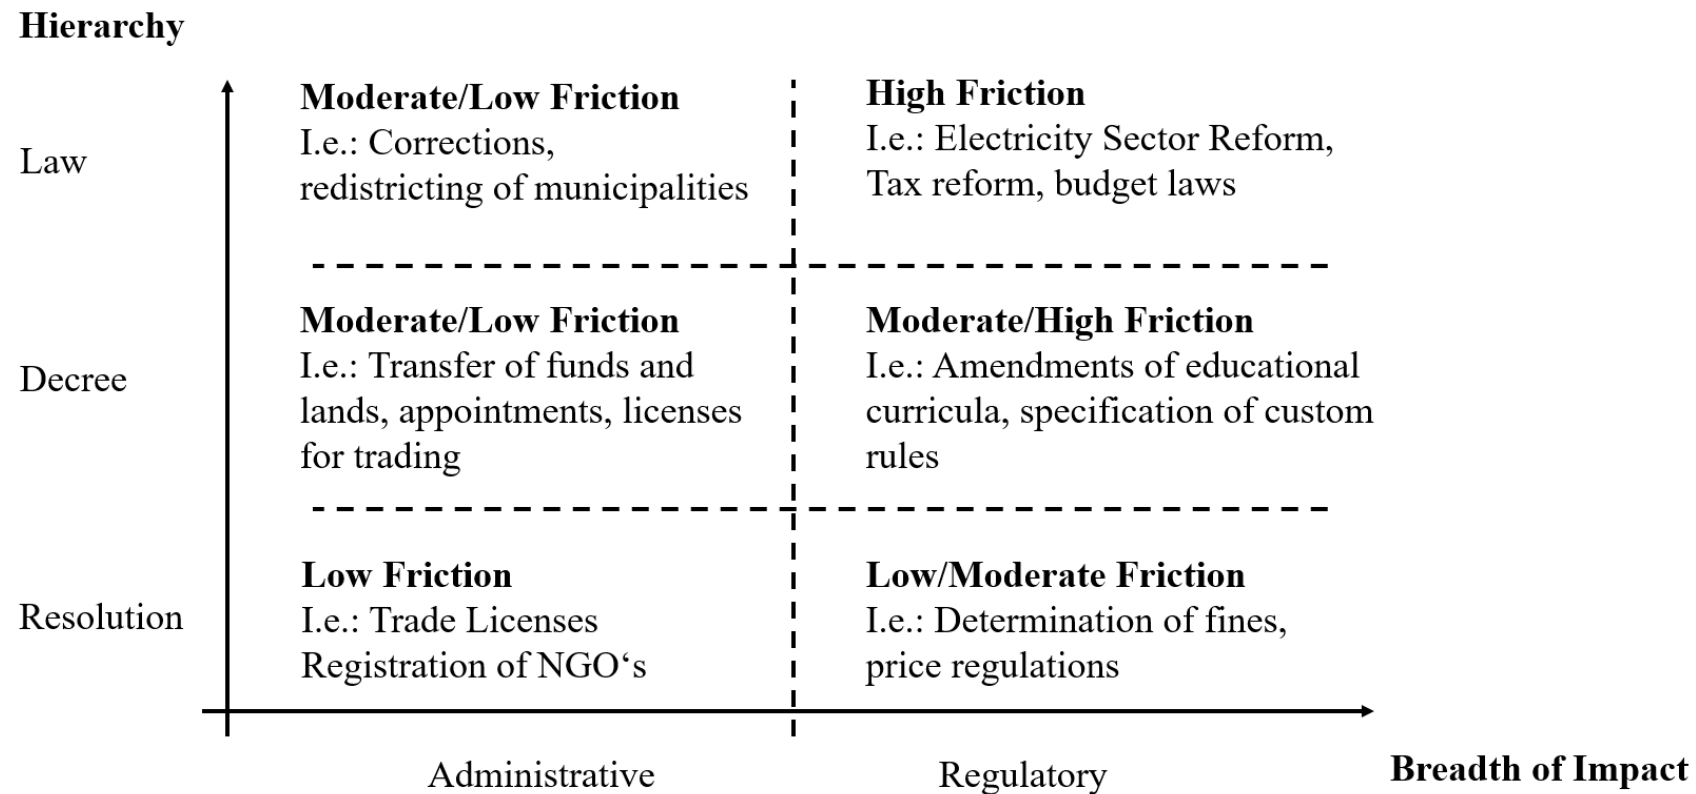 Hierarchy
Law
Moderate/Low Friction
I.e.: Corrections,
redistricting of municipalities
High Friction
I.e.: Electricity Sector Reform,
Tax reform, budget laws
Decree
Moderate/Low Friction
I.e.: Transfer of funds and
lands, appointments, licenses
for trading
Moderate/High Friction
I.e.: Amendments of educational
curricula, specification of custom
rules
Resolution
Low Friction
I.e.: Trade Licenses
Registration of NGO‘s
Low/Moderate Friction
I.e.: Determination of fines,
price regulations
Administrative
Regulatory
Breadth of Impact